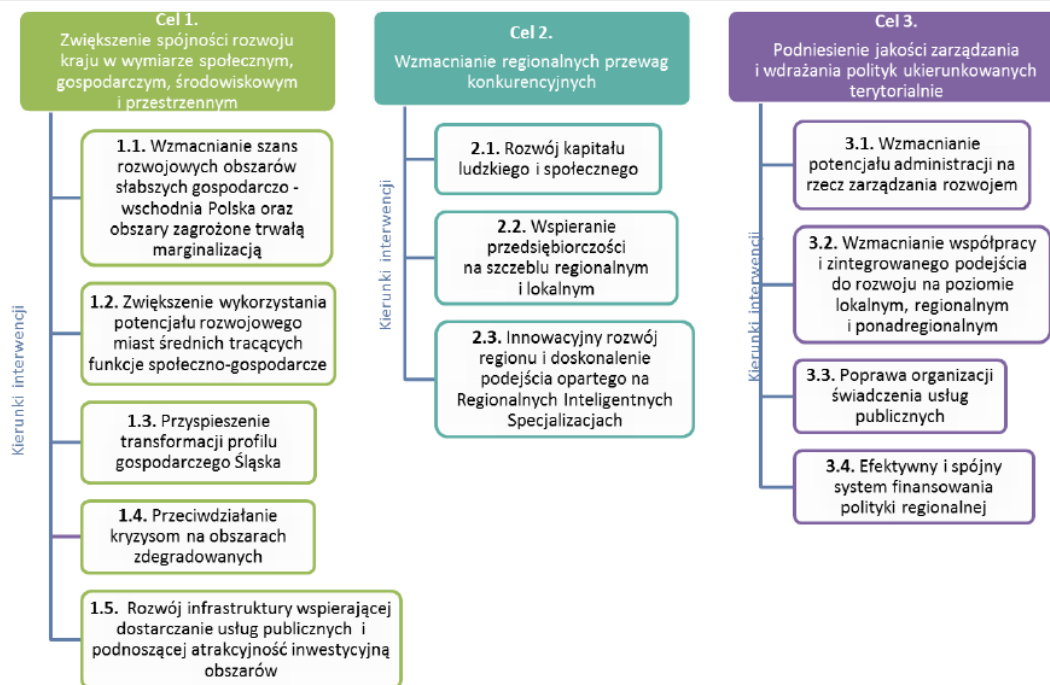 Cel 1.
Zwiększenie spójności rozwoju
kraju w wymiarze społecznym,
gospodarczym, środowiskowym
i przestrzennym
Kierunki interwencji
1.1. Wzmacnianie szans
rozwojowych obszarów
słabszych gospodarczo -
wschodnia Polska oraz
obszary zagrożone trwałą
marginalizacją
1.2. Zwiększenie wykorzystania
potencjału rozwojowego
miast średnich tracących
funkcje społeczno-gospodarcze
1.3. Przyspieszenie
transformacji profilu
gospodarczego Śląska
1.4. Przeciwdziałanie
kryzysom na obszarach
zdegradowanych
1.5. Rozwój infrastruktury wspierającej
dostarczanie usług publicznych i
podnoszącej atrakcyjność inwestycyjną
obszarów
Cel 2.
Wzmacnianie regionalnych przewag
konkurencyjnych
Kierunki interwencji
2.1. Rozwój kapitału
ludzkiego i społecznego
2.2. Wspieranie
przedsiębiorczości
na szczeblu regionalnym
i lokalnym
2.3. Innowacyjny rozwój
regionu i doskonalenie
podejścia opartego na
Regionalnych Inteligentnych
Specjalizacjach
Cel 3.
Podniesienie jakości zarządzania
i wdrażania polityk ukierunkowanych
terytorialnie
Kierunki interwencji
3.1. Wzmacnianie
potencjału administracji na
rzecz zarządzania rozwojem
3.2. Wzmacnianie współpracy
i zintegrowanego podejścia
do rozwoju na poziomie
lokalnym, regionalnym
i ponadregionalnym
3.3. Poprawa organizacji
świadczenia usług
publicznych
3.4. Efektywny i spójny
system finansowania
polityki regionalnej